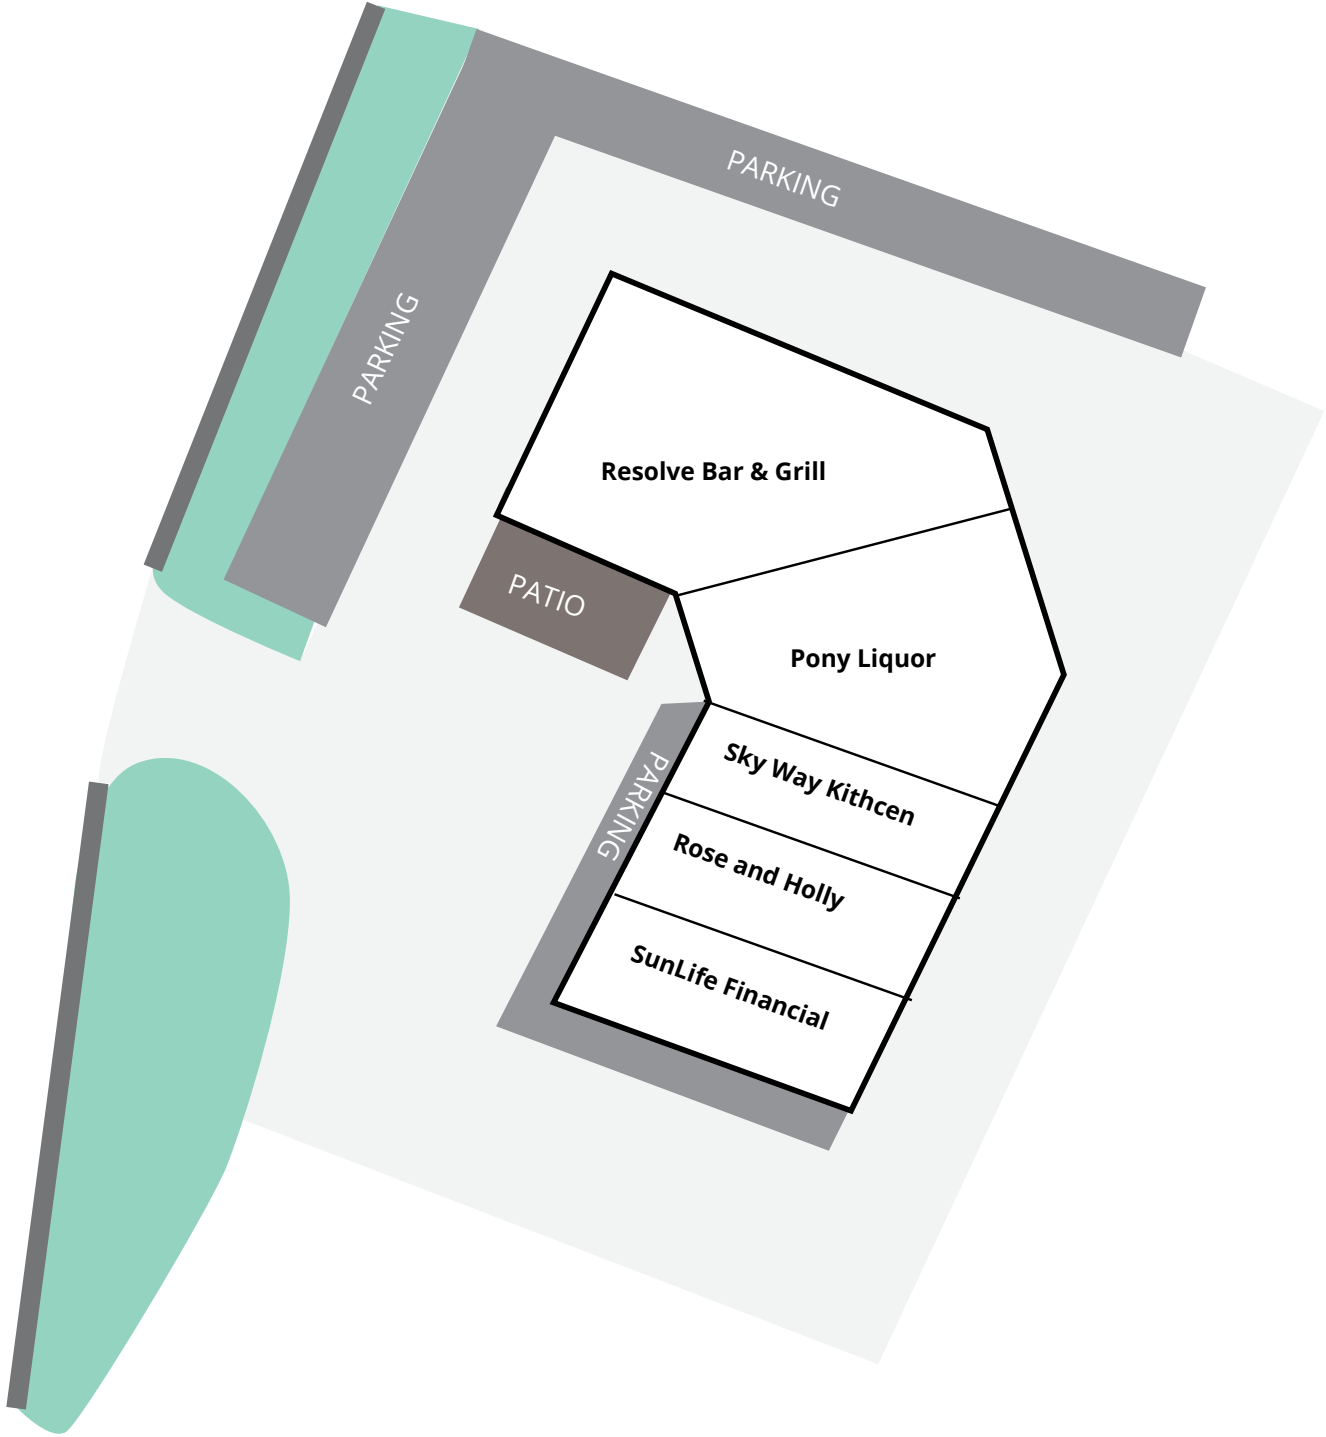 PARKING
PARKING
Resolve Bar & Grill
PATIO
Pony Liquor
Sky Way Kithcen
PARKING
Rose and Holly
SunLife Financial